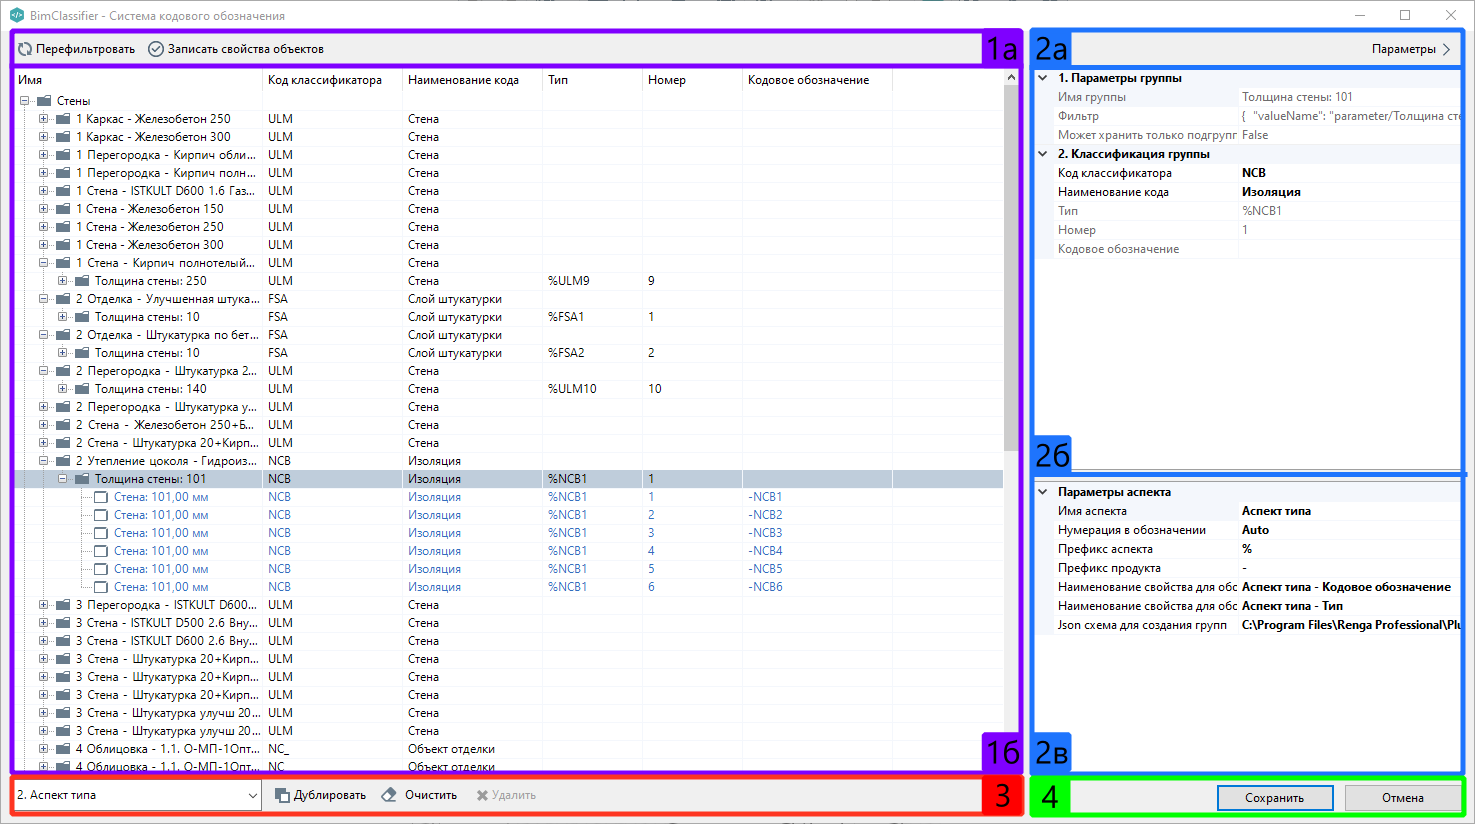 BimClassifier - Система кодового обозначения
Перефильтровать Записать свойства объектов 1а
Имя Код классификатора Наименование кода Тип Номер Кодовое обозначение
Стены
1 Каркас - Железобетон 250 ULM Стена
1 Каркас - Железобетон 300 ULM Стена
1 Перегородка - Кирпич обли... ULM Стена
1 Перегородка - Кирпич полн... ULM Стена
1 Стена - ISTKULT D600 1.6 Газ... ULM Стена
1 Стена - Железобетон 150 ULM Стена
1 Стена - Железобетон 250 ULM Стена
1 Стена - Железобетон 300 ULM Стена
1 Стена - Кирпич полнотелый... ULM Стена
Толщина стены: 250 ULM Стена %ULM9 9
2 Отделка - Улучшенная штука... FSA Слой штукатурки
Толщина стены: 10 FSA Слой штукатурки %FSA1 1
2 Отделка - Штукатурка по бет... FSA Слой штукатурки
Толщина стены: 10 FSA Слой штукатурки %FSA2 2
2 Перегородка - Штукатурка 2... ULM Стена
Толщина стены: 140 ULM Стена %ULM10 10
2 Перегородка - Штукатурка у... ULM Стена
2 Стена - Железобетон 250+Б... ULM Стена
2 Стена - Штукатурка 20+Кирп... ULM Стена
2 Утепление цоколя - Гидроиз... NCB Изоляция
Толщина стены: 101 NCB Изоляция %NCB1 1
Стена: 101,00 мм NCB Изоляция %NCB1 1 -NCB1
Стена: 101,00 мм NCB Изоляция %NCB1 2 -NCB2
Стена: 101,00 мм NCB Изоляция %NCB1 3 -NCB3
Стена: 101,00 мм NCB Изоляция %NCB1 4 -NCB4
Стена: 101,00 мм NCB Изоляция %NCB1 5 -NCB5
Стена: 101,00 мм NCB Изоляция %NCB1 6 -NCB6
3 Перегородка - ISTKULT D600... ULM Стена
3 Стена - ISTKULT D500 2.6 Вну... ULM Стена
3 Стена - ISTKULT D600 2.6 Вну... ULM Стена
3 Стена - Штукатурка 20+Кирп... ULM Стена
3 Стена - Штукатурка 20+Кирп... ULM Стена
3 Стена - Штукатурка 20+Кирп... ULM Стена
3 Стена - Штукатурка улучш 20... ULM Стена
3 Стена - Штукатурка улучш 20... ULM Стена
4 Облицовка - 1.1. О-МП-1Опт... NC_ Объект отделки
4 Облицовка - 1.1. О-МП-1Опт... NC_ Объект отделки
1б
2а Параметры
1. Параметры группы
Имя группы Толщина стены: 101
Фильтр { "valueName": "parameter/Толщина сте
Может хранить только подгрупп False
2. Классификация группы
Код классификатора NCB
Наименование кода Изоляция
Тип %NCB1
Номер 1
Кодовое обозначение
2б
Параметры аспекта
Имя аспекта Аспект типа
Нумерация в обозначении Auto
Префикс аспекта %
Префикс продукта -
Наименование свойства для обо Аспект типа - Кодовое обозначение
Наименование свойства для обо Аспект типа - Тип
Json схема для создания групп C:\Program Files\Renga Professional\Plu
2в
2. Аспект типа Дублировать Очистить Удалить 3
4 Сохранить Отмена